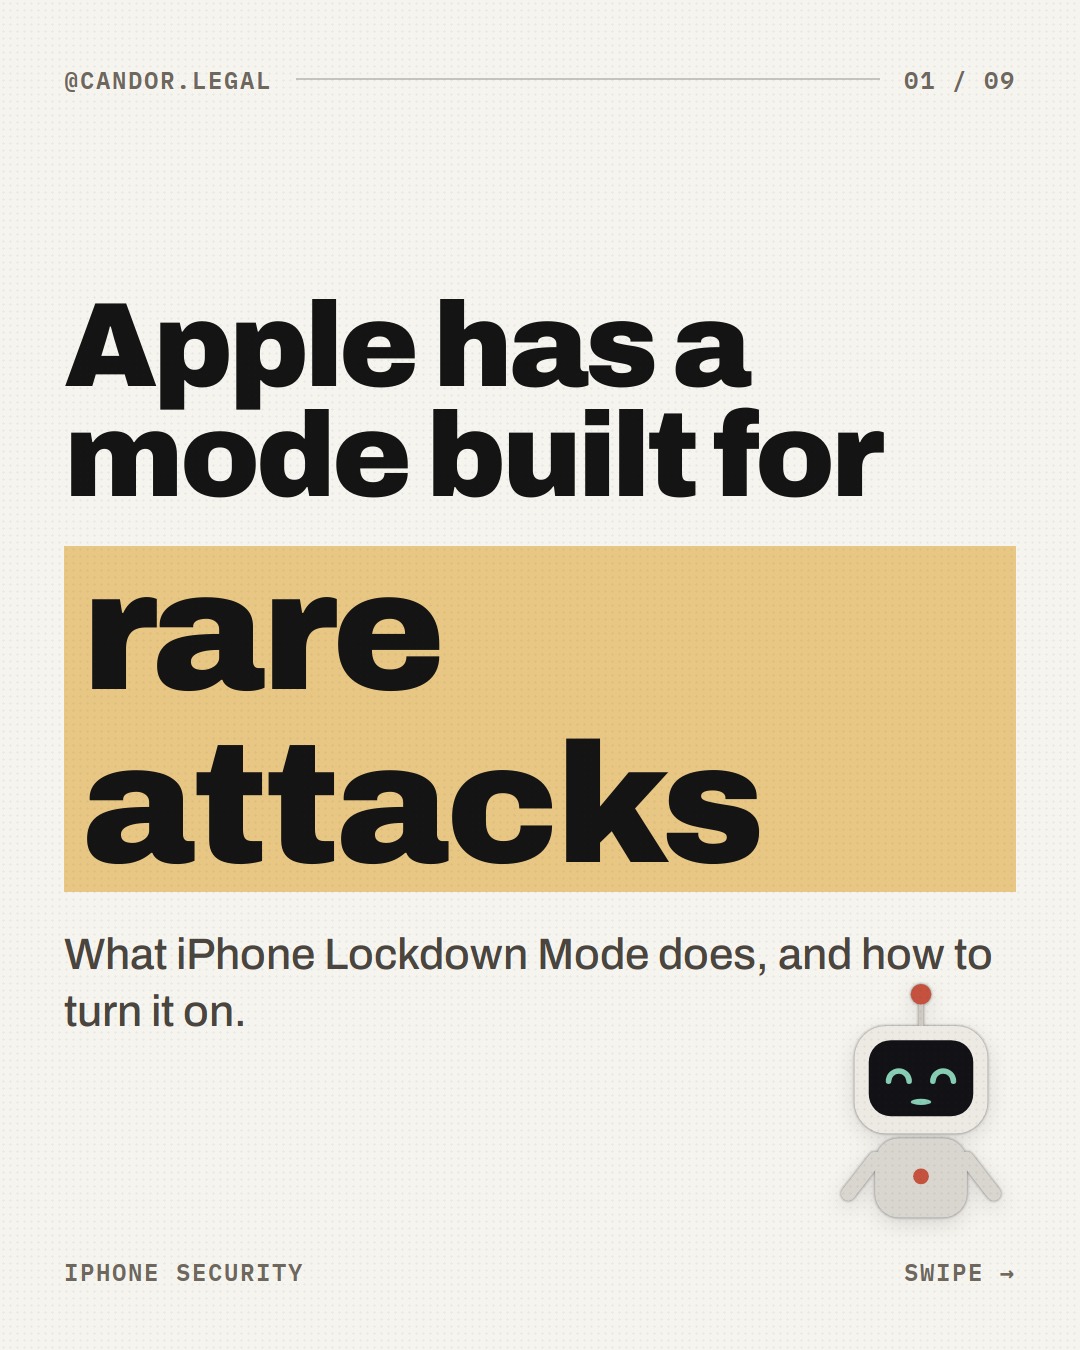 @CANDOR.LEGAL
01 / 09
Apple has a
mode built for
rare
attacks
What iPhone Lockdown Mode does, and how to
turn it on.
IPHONE SECURITY
SWIPE →